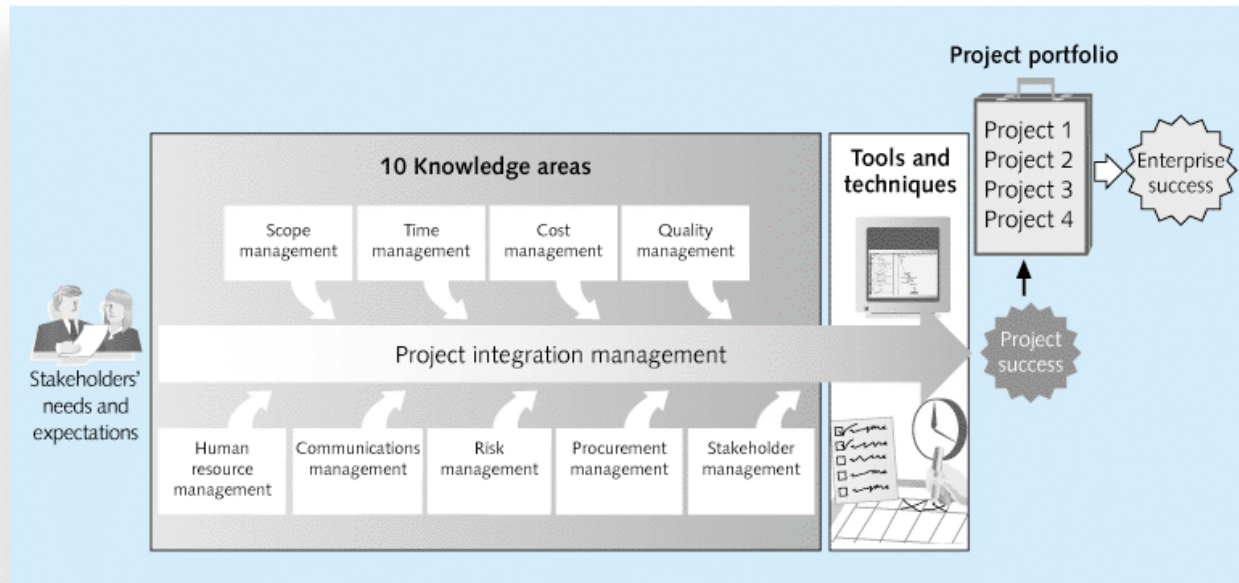 Project portfolio
Project 1
Project 2
Project 3
Project 4
Enterprise
success
10 Knowledge areas
Tools and
techniques
Scope
management
Time
management
Cost
management
Quality
management
Project integration management
Project
success
Stakeholders'
needs and
expectations
Human
resource
management
Communications
management
Risk
management
Procurement
management
Stakeholder
management